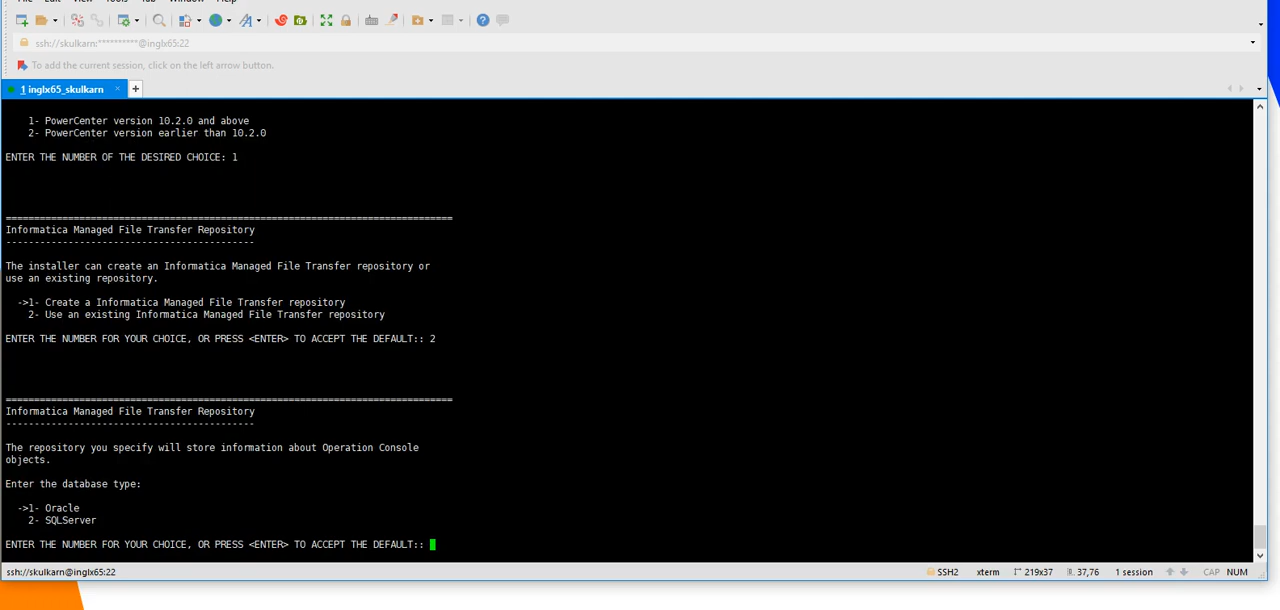 File Edit View Tools Tab Window Help
ssh://skulkarn:**********@inglx65:22
To add the current session, click on the left arrow button.
1 inglx65_skulkarn × +
1- PowerCenter version 10.2.0 and above
2- PowerCenter version earlier than 10.2.0
ENTER THE NUMBER OF THE DESIRED CHOICE: 1
===============================================================================
Informatica Managed File Transfer Repository
--------------------------------------------
The installer can create an Informatica Managed File Transfer repository or
use an existing repository.
->1- Create a Informatica Managed File Transfer repository
2- Use an existing Informatica Managed File Transfer repository
ENTER THE NUMBER FOR YOUR CHOICE, OR PRESS <ENTER> TO ACCEPT THE DEFAULT:: 2
===============================================================================
Informatica Managed File Transfer Repository
--------------------------------------------
The repository you specify will store information about Operation Console
objects.
Enter the database type:
->1- Oracle
2- SQLServer
ENTER THE NUMBER FOR YOUR CHOICE, OR PRESS <ENTER> TO ACCEPT THE DEFAULT::
ssh://skulkarn@inglx65:22 SSH2 xterm 219x37 37,76 1 session CAP NUM